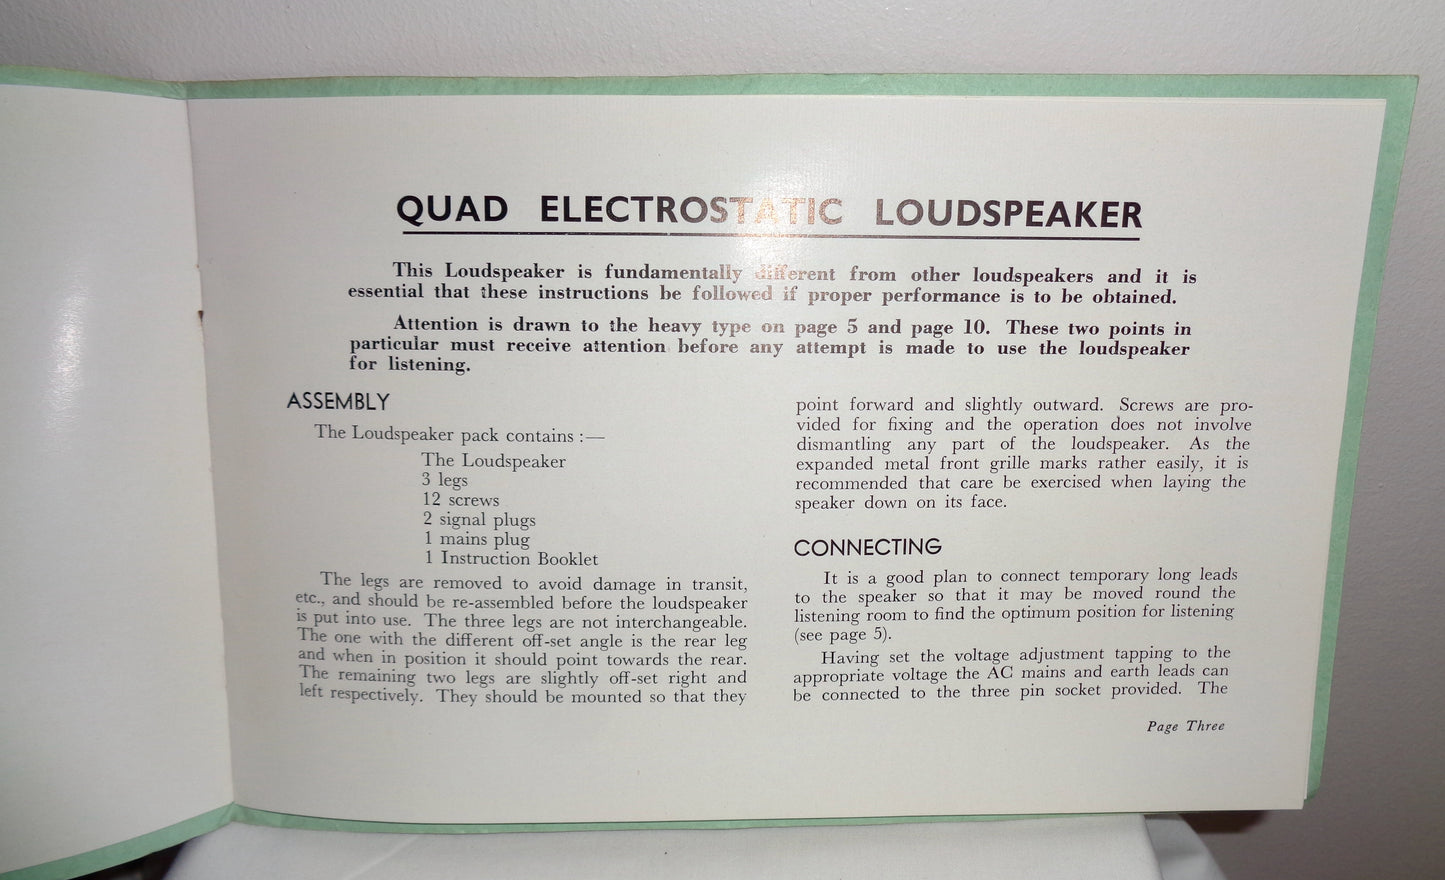 QUAD ELECTROSTATIC LOUDSPEAKER
This Loudspeaker is fundamentally different from other loudspeakers and it is
essential that these instructions be followed if proper performance is to be obtained.
Attention is drawn to the heavy type on page 5 and page 10. These two points in
particular must receive attention before any attempt is made to use the loudspeaker
for listening.
ASSEMBLY
The Loudspeaker pack contains :—
The Loudspeaker
3 legs
12 screws
2 signal plugs
1 mains plug
1 Instruction Booklet
The legs are removed to avoid damage in transit,
etc., and should be re-assembled before the loudspeaker
is put into use. The three legs are not interchangeable.
The one with the different off-set angle is the rear leg
and when in position it should point towards the rear.
The remaining two legs are slightly off-set right and
left respectively. They should be mounted so that they
point forward and slightly outward. Screws are pro-
vided for fixing and the operation does not involve
dismantling any part of the loudspeaker. As the
expanded metal front grille marks rather easily, it is
recommended that care be exercised when laying the
speaker down on its face.
CONNECTING
It is a good plan to connect temporary long leads
to the speaker so that it may be moved round the
listening room to find the optimum position for listening
(see page 5).
Having set the voltage adjustment tapping to the
appropriate voltage the AC mains and earth leads can
be connected to the three pin socket provided. The
Page Three